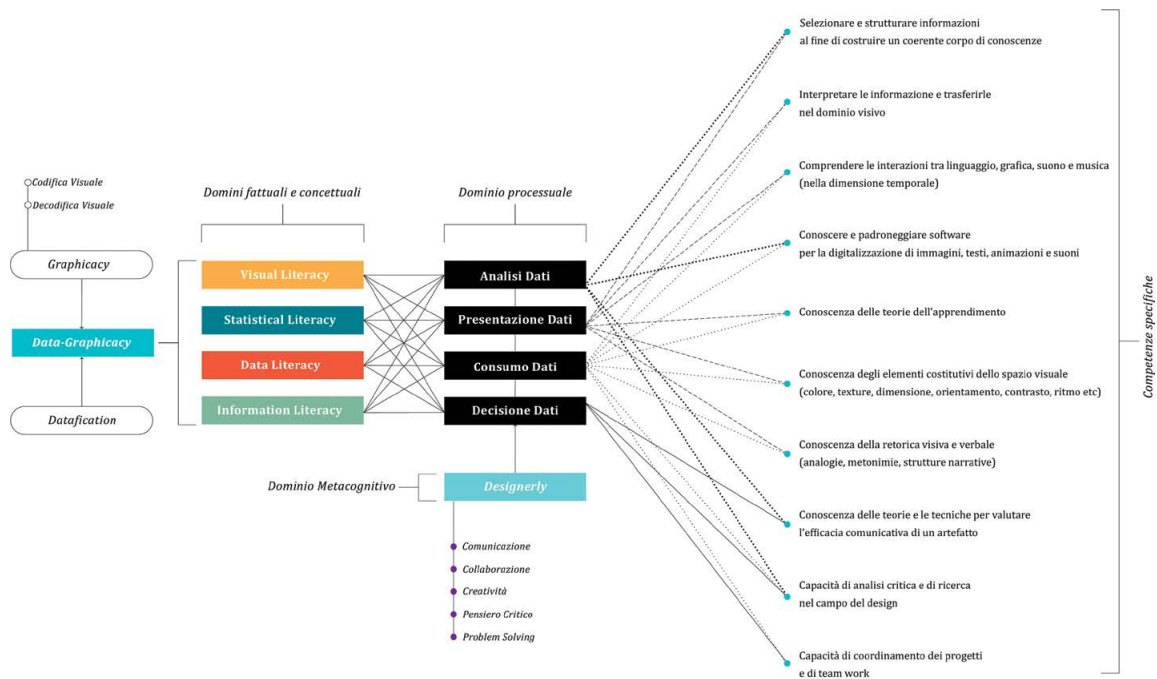 Codifica Visuale
Decodifica Visuale
Graphicacy
Data-Graphicacy
Datafication
Domini fattuali e concettuali
Visual Literacy
Statistical Literacy
Data Literacy
Information Literacy
Dominio processuale
Analisi Dati
Presentazione Dati
Consumo Dati
Decisione Dati
Dominio Metacognitivo
Designerly
Comunicazione
Collaborazione
Creatività
Pensiero Critico
Problem Solving
Selezionare e strutturare informazioni
al fine di costruire un coerente corpo di conoscenze
Interpretare le informazione e trasferirle
nel dominio visivo
Comprendere le interazioni tra linguaggio, grafica, suono e musica
(nella dimensione temporale)
Conoscere e padroneggiare software
per la digitalizzazione di immagini, testi, animazioni e suoni
Conoscenza delle teorie dell'apprendimento
Conoscenza degli elementi costitutivi dello spazio visuale
(colore, texture, dimensione, orientamento, contrasto, ritmo etc)
Conoscenza della retorica visiva e verbale
(analogie, metonimie, strutture narrative)
Conoscenza delle teorie e le tecniche per valutare
l'efficacia comunicativa di un artefatto
Capacità di analisi critica e di ricerca
nel campo del design
Capacità di coordinamento dei progetti
e di team work
Competenze specifiche